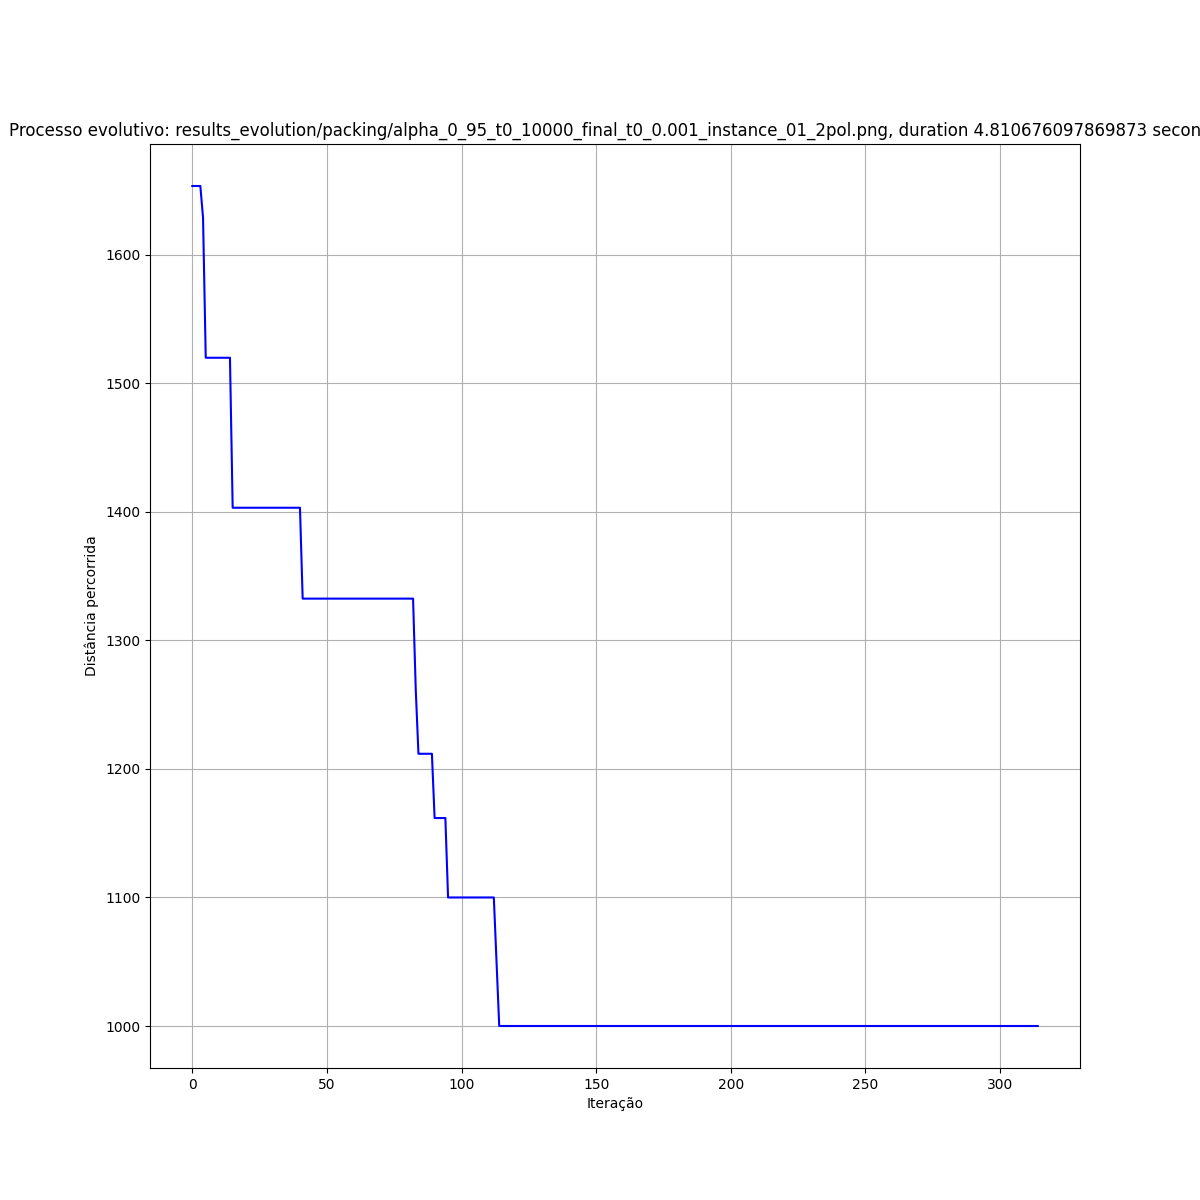 Processo evolutivo: results_evolution/packing/alpha_0_95_t0_10000_final_t0_0.001_instance_01_2pol.png, duration 4.810676097869873 secon
1600
1500
1400
1300
1200
1100
1000
Distância percorrida
0 50 100 150 200 250 300
Iteração